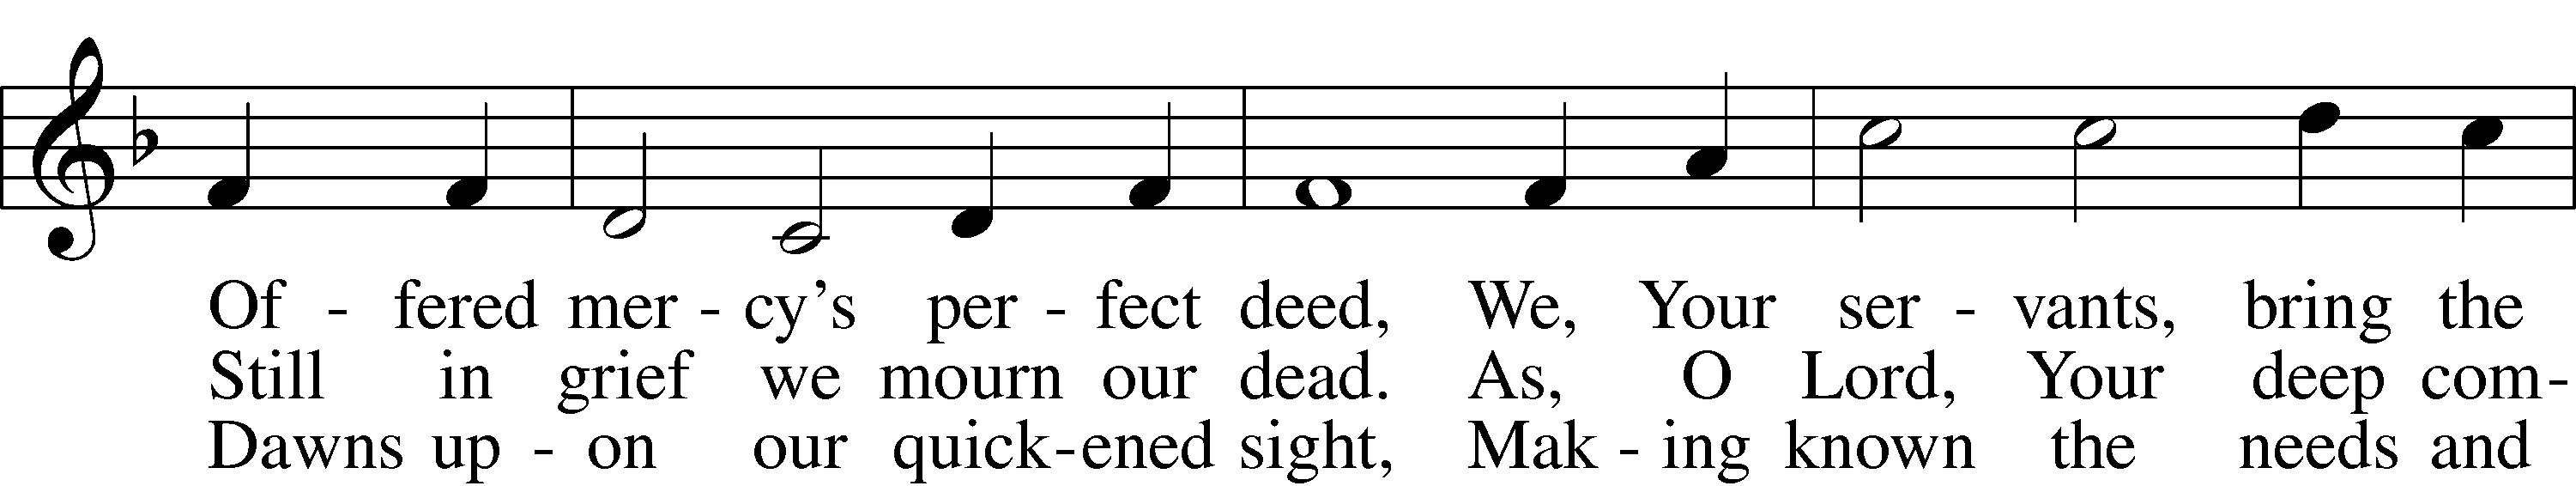 Of - fered mer - cy’s per - fect deed, We, Your ser - vants, bring the
Still in grief we mourn our dead. As, O Lord, Your deep com-
Dawns up - on our quick-ened sight, Mak - ing known the needs and